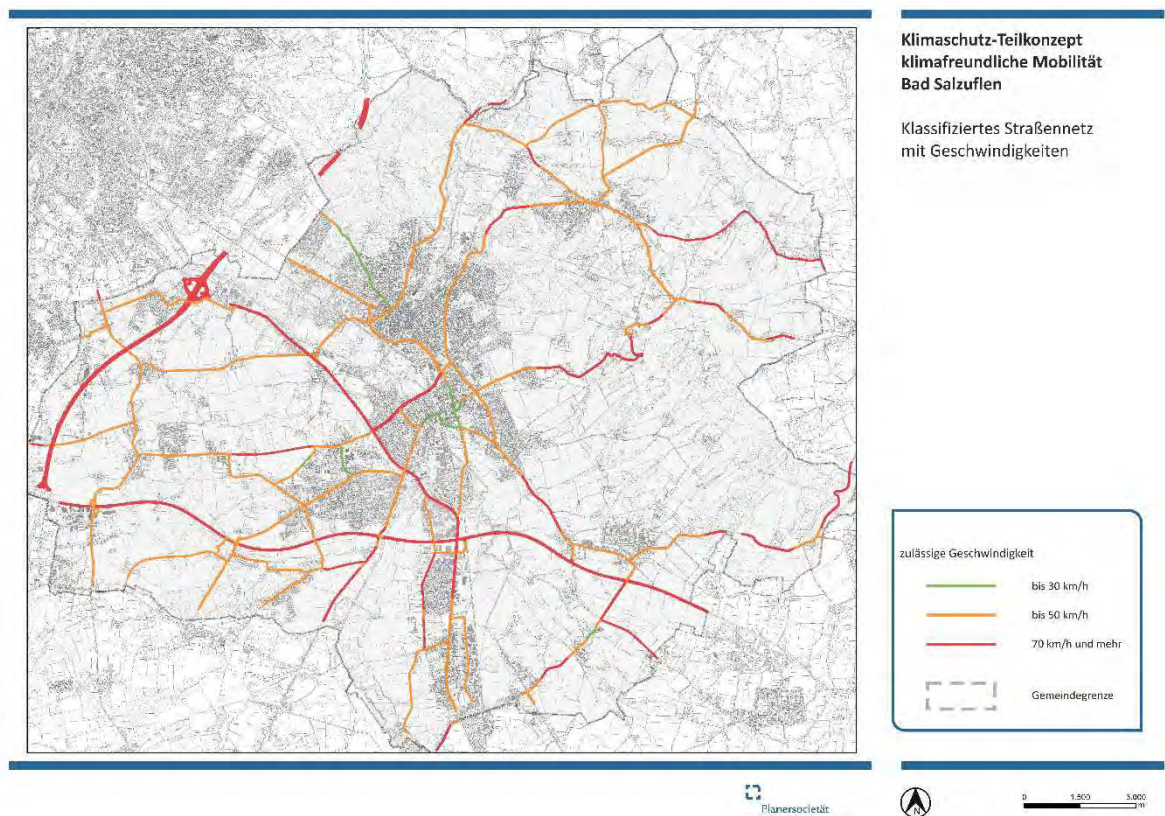 Klimaschutz-Teilkonzept
klimafreundliche Mobilität
Bad Salzuflen
Klassifiziertes Straßennetz
mit Geschwindigkeiten
zulässige Geschwindigkeit
bis 30 km/h
bis 50 km/h
70 km/h und mehr
Gemeindegrenze
Planersocietät
N
0 1.500 3.000
m